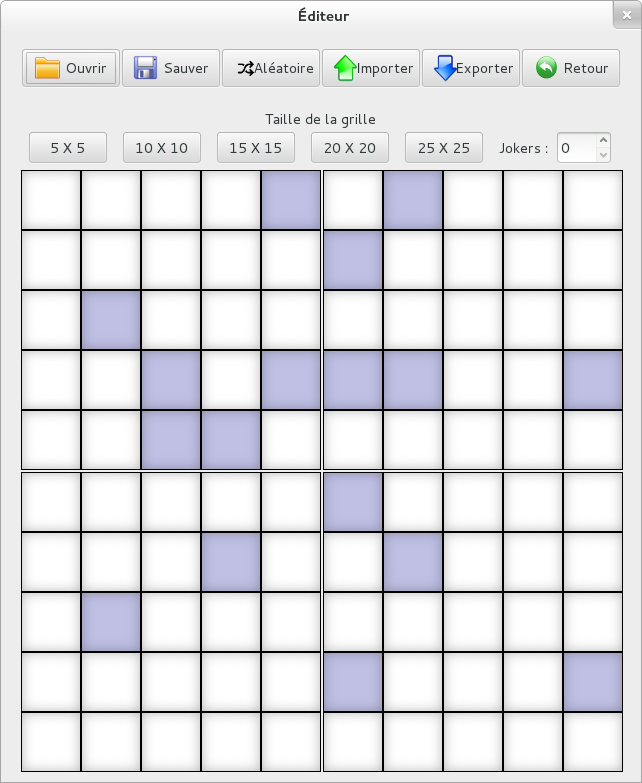 Éditeur
Ouvrir Sauver Aléatoire Importer Exporter Retour
Taille de la grille
5 X 5 10 X 10 15 X 15 20 X 20 25 X 25 Jokers : 0